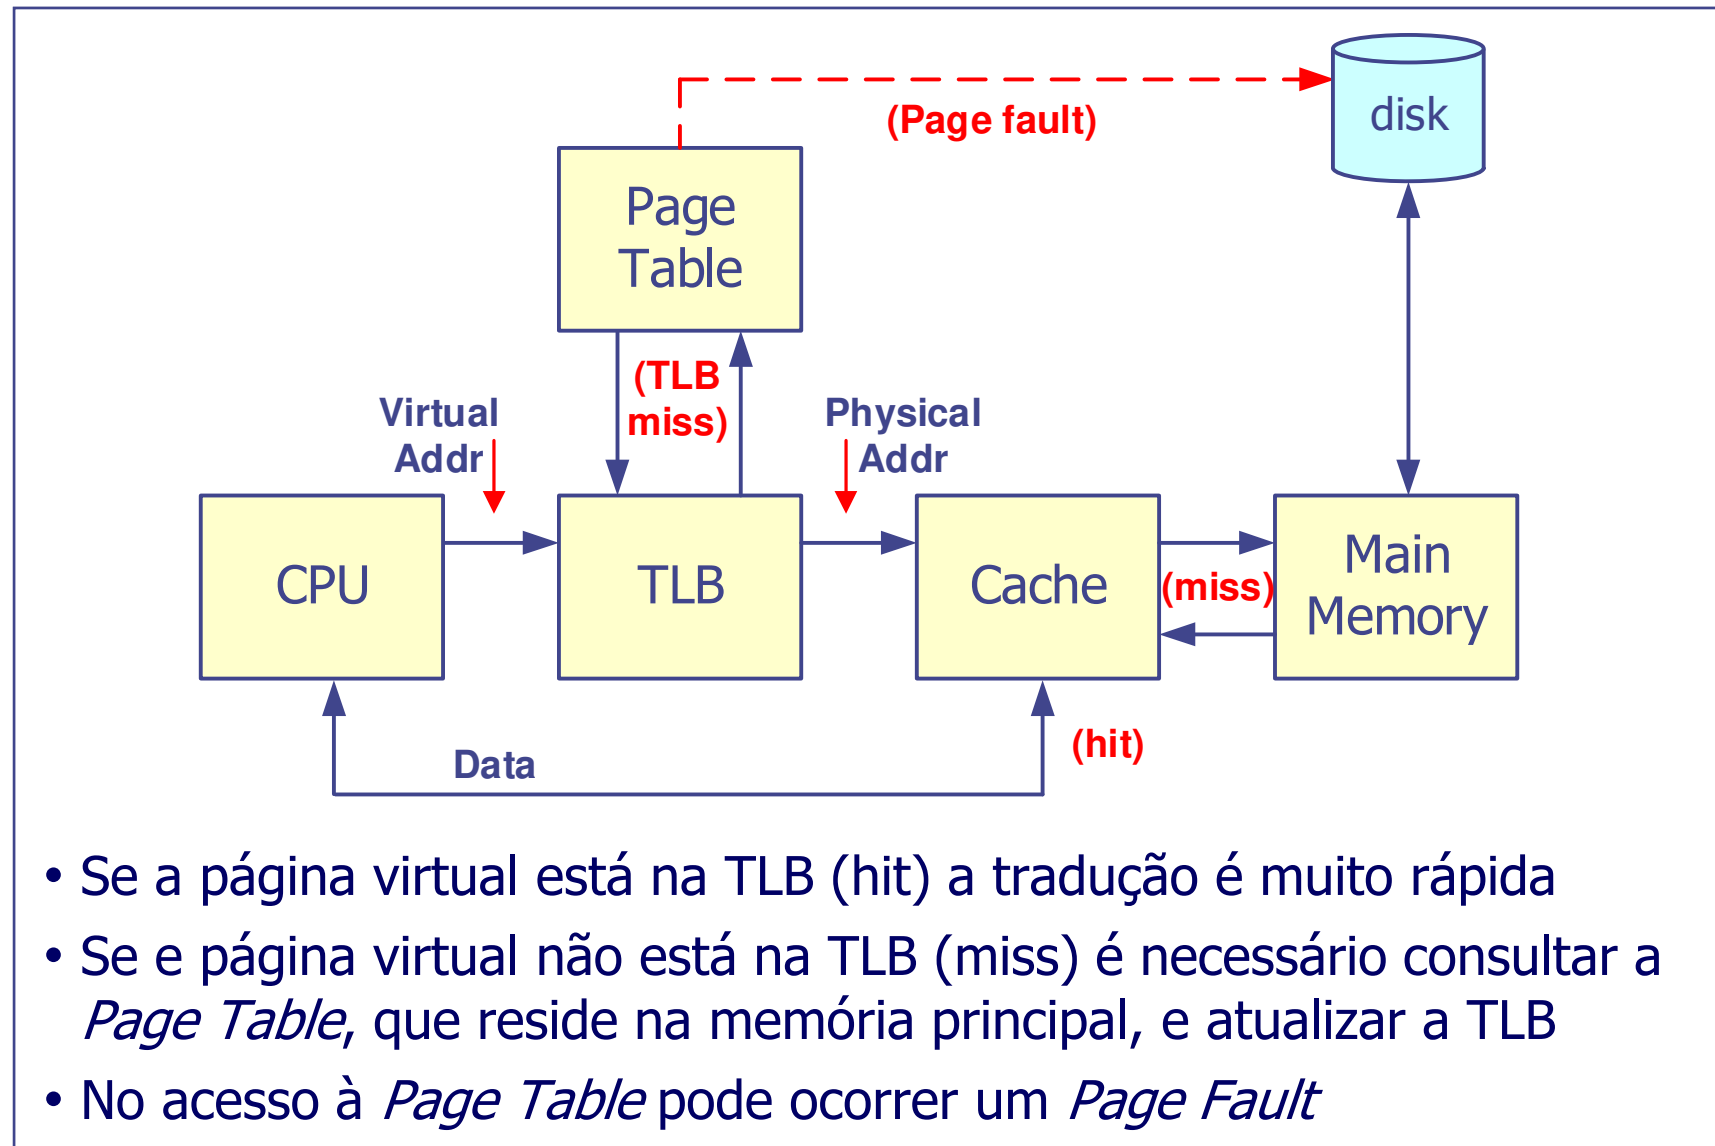 disk
(Page fault)
Page
Table
(TLB
miss)
Virtual
Addr
Physical
Addr
CPU
TLB
Cache
(miss)
Main
Memory
(hit)
Data
• Se a página virtual está na TLB (hit) a tradução é muito rápida
• Se e página virtual não está na TLB (miss) é necessário consultar a
Page Table, que reside na memória principal, e atualizar a TLB
• No acesso à Page Table pode ocorrer um Page Fault